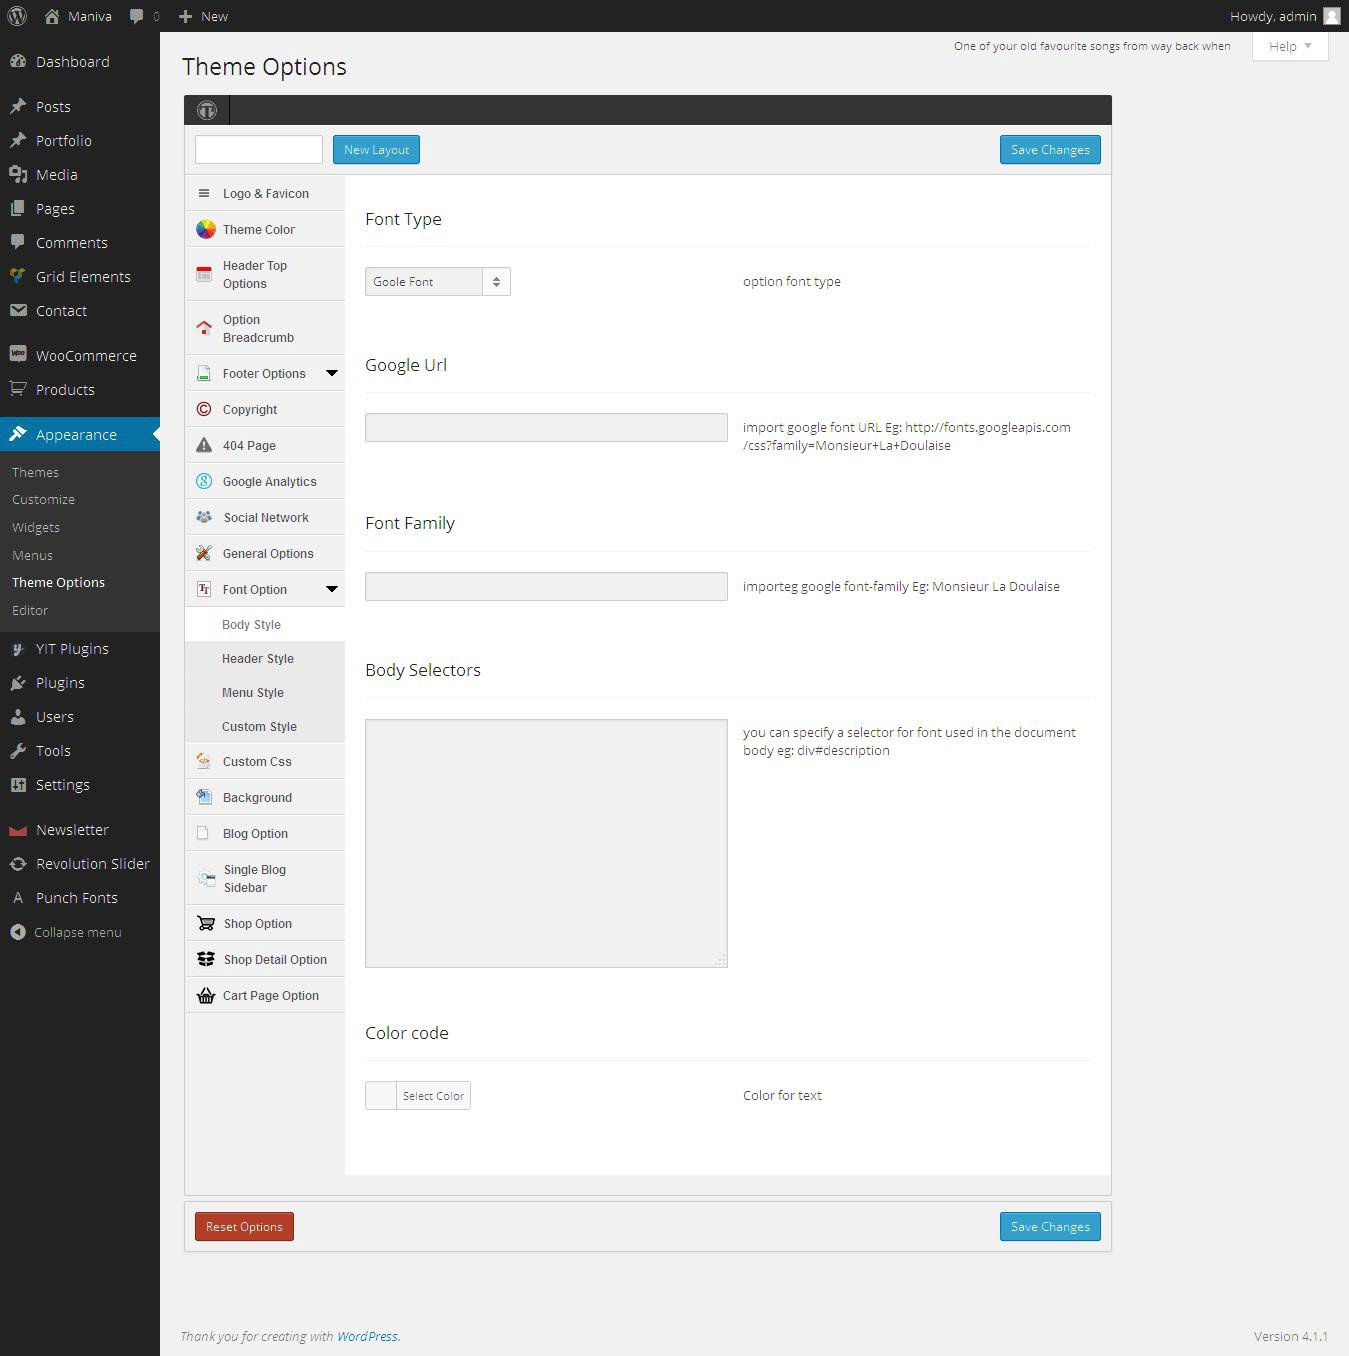 Maniva
0
New
Howdy, admin
Dashboard
Posts
Portfolio
Media
Pages
Comments
Grid Elements
Contact
WooCommerce
Products
Appearance
Themes
Customize
Widgets
Menus
Theme Options
Editor
YIT Plugins
Plugins
Users
Tools
Settings
Newsletter
Revolution Slider
Punch Fonts
Collapse menu
One of your old favourite songs from way back when
Help
Theme Options
New Layout
Save Changes
Logo & Favicon
Theme Color
Header Top
Options
Option
Breadcrumb
Footer Options
Copyright
404 Page
Google Analytics
Social Network
General Options
Font Option
Body Style
Header Style
Menu Style
Custom Style
Custom Css
Background
Blog Option
Single Blog
Sidebar
Shop Option
Shop Detail Option
Cart Page Option
Font Type
Goole Font
option font type
Google Url
import google font URL Eg: http://fonts.googleapis.com
/css?family=Monsieur+La+Doulaise
Font Family
importeg google font-family Eg: Monsieur La Doulaise
Body Selectors
you can specify a selector for font used in the document
body eg: div#description
Color code
Select Color
Color for text
Reset Options
Save Changes
Thank you for creating with WordPress.
Version 4.1.1